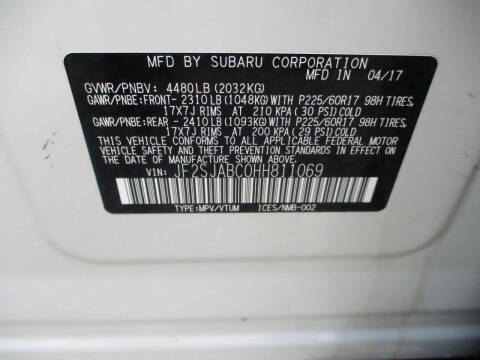 MFD BY SUBARU CORPORATION
MFD IN 04/17
GVWR/PNBV: 4480LB(2032KG)
GAWR/PNBE:FRONT- 2310LB(1048KG)WITH P225/60R17 98H TIRES,
17X7J RIMS AT 210 KPA(30 PSI)COLD
GAWR/PNBE:REAR - 2410LB(1093KG)WITH P225/60R17 98H TIRES,
17X7J RIMS AT 200 KPA(29 PSI)COLD
THIS VEHICLE CONFORMS TO ALL APPLICABLE FEDERAL MOTOR
VEHICLE SAFETY AND THEFT PREVENTION STANDARDS IN
EFFECT ON THE DATE OF MANUFACTURE SHOWN ABOVE.
VIN: JF2SJABC0HH811069
TYPE:MPV/VTUM ICES/NMB-002